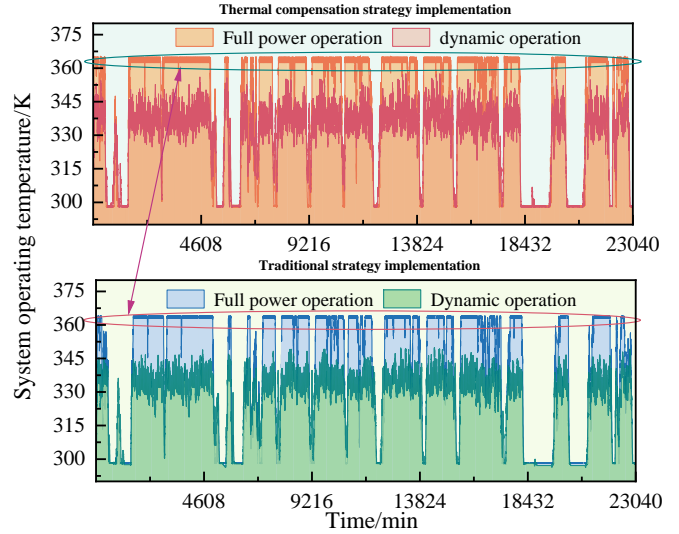 Thermal compensation strategy implementation
375
Full power operation
dynamic operation
360
345
330
315
300
4608
9216
13824
18432
23040
System operating temperature/K
Traditional strategy implementation
375
Full power operation
Dynamic operation
360
345
330
315
300
4608
9216
13824
18432
23040
Time/min